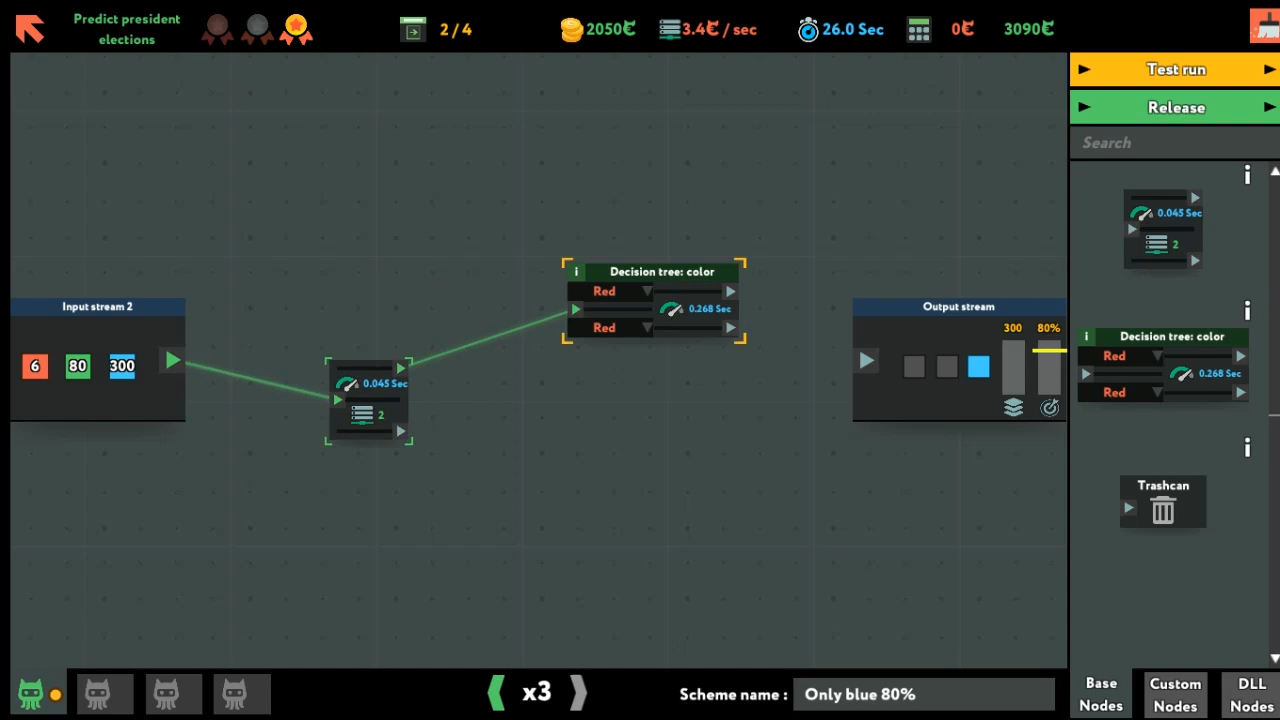 Predict president
elections
2 / 4
2050₾
3.4₾ / sec
26.0 Sec
0₾
3090₾
Test run
Release
Search
i
0.045 Sec
2
i
i Decision tree: color
Red
0.268 Sec
Red
i
Trashcan
Input stream 2
6 80 300
0.045 Sec
2
i Decision tree: color
Red
0.268 Sec
Red
Output stream
300 80%
x3
Scheme name : Only blue 80%
Base
Nodes
Custom
Nodes
DLL
Nodes